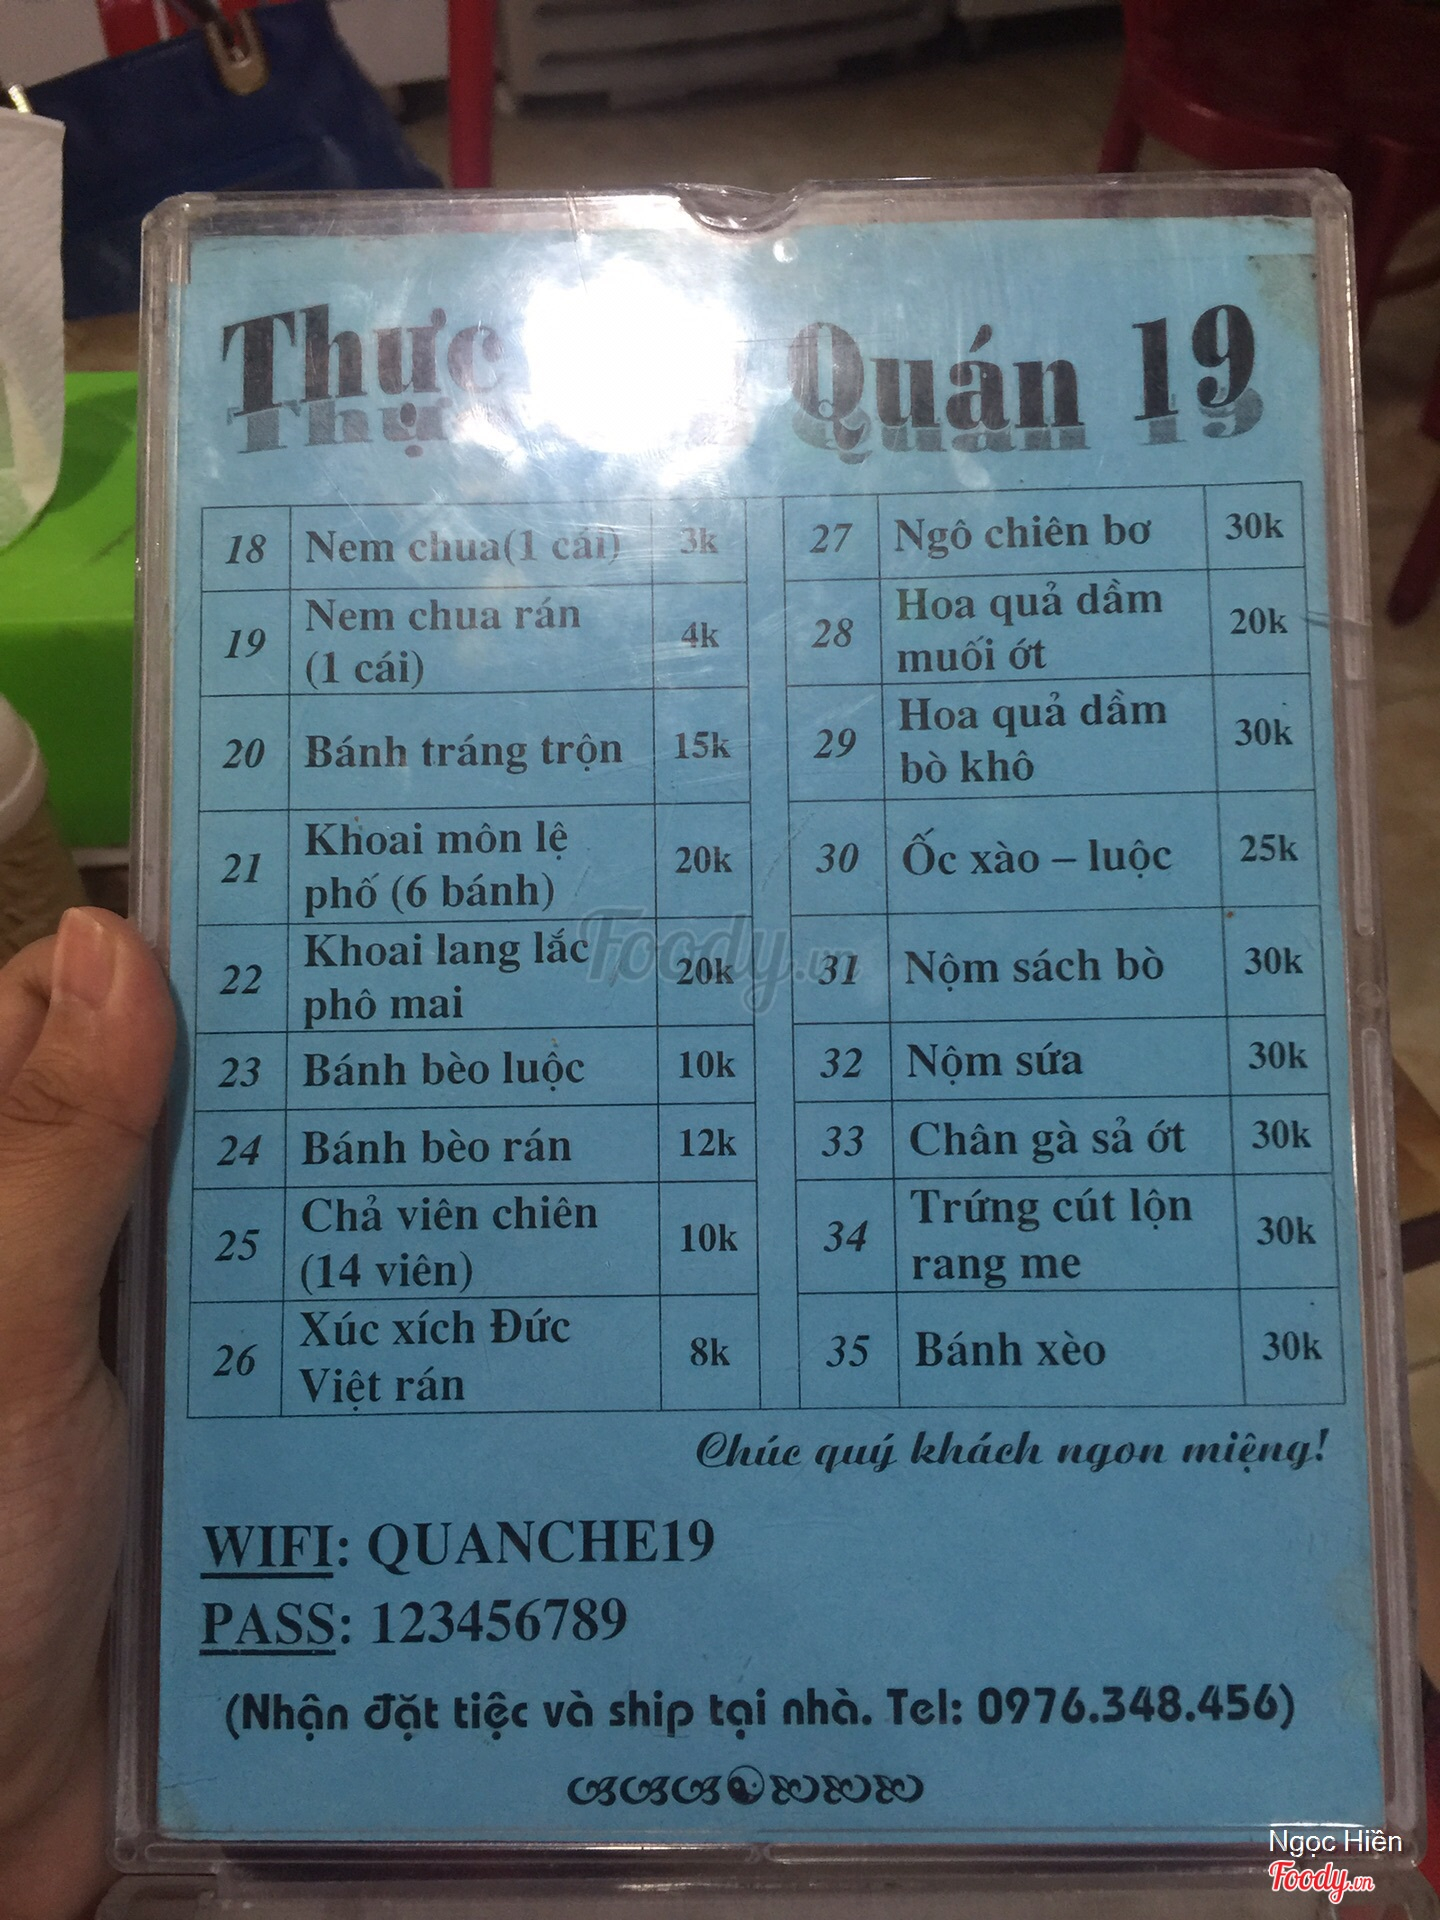 Thực Quán 19
18 Nem chua(1 cái) 3k
19 Nem chua rán
(1 cái) 4k
20 Bánh tráng trộn 15k
21 Khoai môn lệ
phố (6 bánh) 20k
22 Khoai lang lắc
phô mai 20k
23 Bánh bèo luộc 10k
24 Bánh bèo rán 12k
25 Chả viên chiên
(14 viên) 10k
26 Xúc xích Đức
Việt rán 8k
27 Ngô chiên bơ 30k
28 Hoa quả dầm
muối ớt 20k
29 Hoa quả dầm
bò khô 30k
30 Ốc xào – luộc 25k
31 Nộm sách bò 30k
32 Nộm sứa 30k
33 Chân gà sả ớt 30k
34 Trứng cút lộn
rang me 30k
35 Bánh xèo 30k
Foody.vn
Chúc quý khách ngon miệng!
WIFI: QUANCHE19
PASS: 123456789
(Nhận đặt tiệc và ship tại nhà. Tel: 0976.348.456)
Ngọc Hiền
Foody.vn